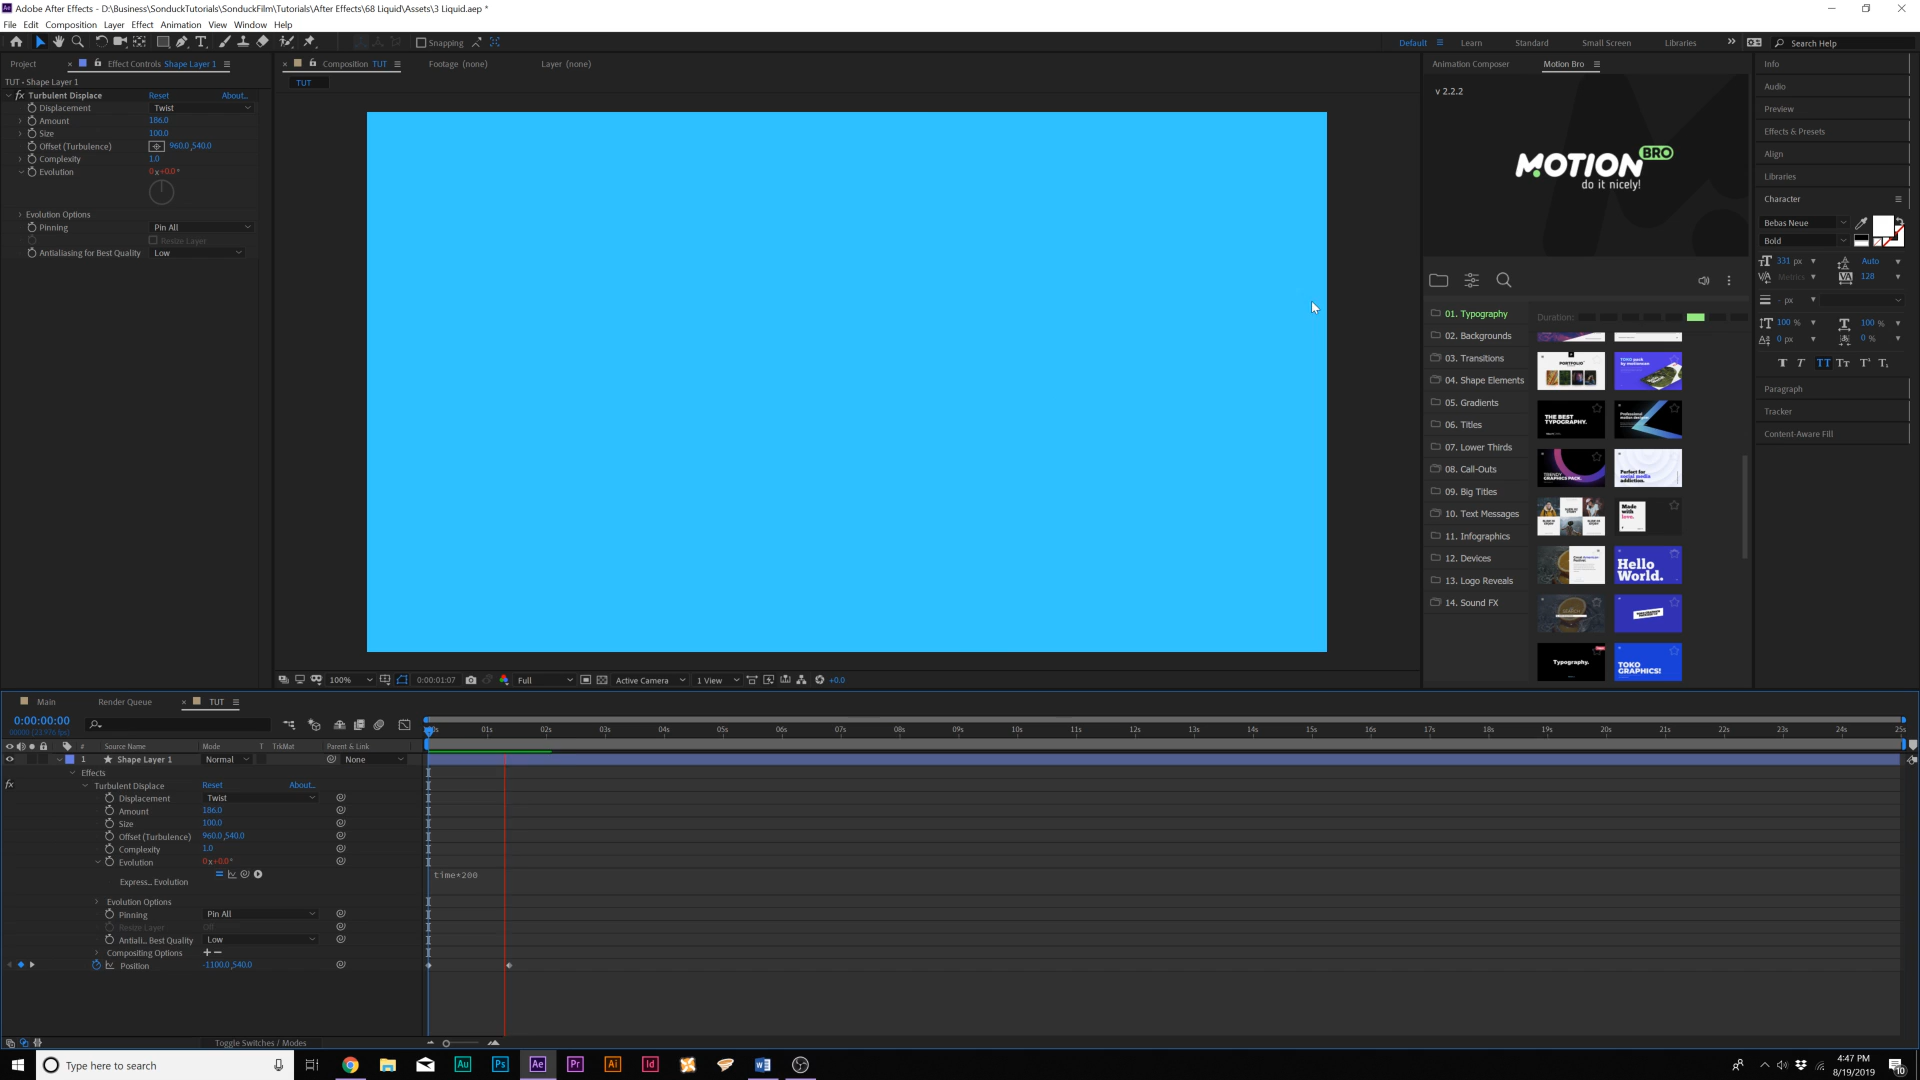 Adobe After Effects - D:\Business\SonduckTutorials\SonduckFilm\Tutorials\After Effects\68 Liquid\Assets\3 Liquid.aep *
File Edit Composition Layer Effect Animation View Window Help
Snapping
Default Learn Standard Small Screen Libraries Search Help
Project Effect Controls Shape Layer 1
Composition TUT Footage (none) Layer (none)
Animation Composer Motion Bro
TUT • Shape Layer 1
TUT
fx Turbulent Displace Reset About...
Displacement Twist
Amount 186.0
Size 100.0
Offset (Turbulence) 960.0,540.0
Complexity 1.0
Evolution 0x+0.0°
Evolution Options
Pinning Pin All
Resize Layer
Antialiasing for Best Quality Low
v 2.2.2
MOTION BRO
do it nicely!
01. Typography
02. Backgrounds
03. Transitions
04. Shape Elements
05. Gradients
06. Titles
07. Lower Thirds
08. Call-Outs
09. Big Titles
10. Text Messages
11. Infographics
12. Devices
13. Logo Reveals
14. Sound FX
Duration:
PORTFOLIO
THE BEST
TYPOGRAPHY.
TRENDY
GRAPHICS PACK.
Perfect for
social media
addiction.
Made
with
love.
Hello
World.
Typography.
TOKO
GRAPHICS!
Info
Audio
Preview
Effects & Presets
Align
Libraries
Character
Bebas Neue
Bold
331 px Auto
Metrics 128
- px
100 % 100 %
0 px 0 %
T T TT Tt T¹ T₁
Paragraph
Tracker
Content-Aware Fill
100% 0:00:01:07 Full Active Camera 1 View +0.0
Main Render Queue TUT
0:00:00:00
00000 (23.976 fps)
01s 02s 03s 04s 05s 06s 07s 08s 09s 10s 11s 12s 13s 14s 15s 16s 17s 18s 19s 20s 21s 22s 23s 24s 25s
# Source Name Mode T TrkMat Parent & Link
1 Shape Layer 1 Normal None
Effects
fx Turbulent Displace Reset About...
Displacement Twist
Amount 186.0
Size 100.0
Offset (Turbulence) 960.0,540.0
Complexity 1.0
Evolution 0x+0.0°
Express... Evolution time*200
Evolution Options
Pinning Pin All
Resize Layer Off
Antiali... Best Quality Low
Compositing Options + −
Position -1100.0,540.0
Toggle Switches / Modes
Type here to search
Au Ps Ae Pr Ai Id
4:47 PM
8/19/2019
10